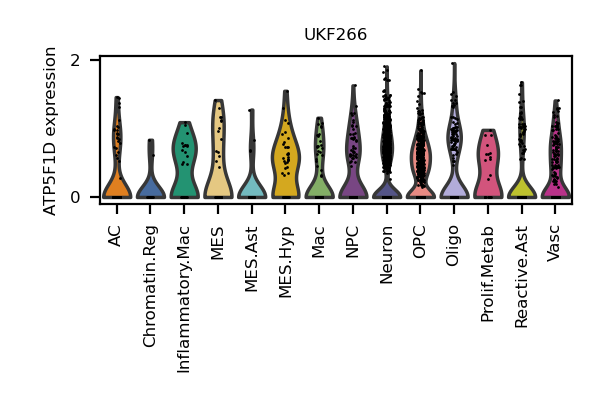 UKF266
ATP5F1D expression
2
0
AC
Chromatin.Reg
Inflammatory.Mac
MES
MES.Ast
MES.Hyp
Mac
NPC
Neuron
OPC
Oligo
Prolif.Metab
Reactive.Ast
Vasc